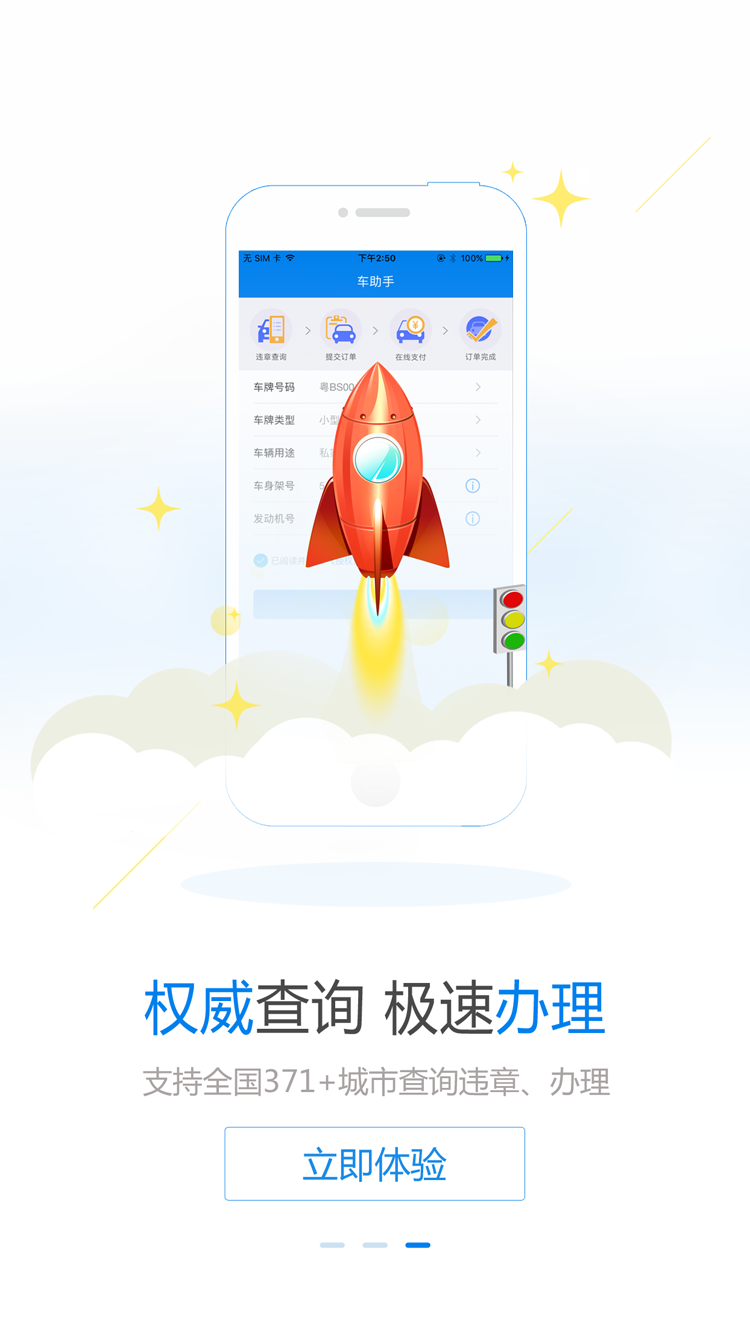 无 SIM 卡 下午2:50 100%
车助手
违章查询 提交订单 在线支付 订单完成
车牌号码 粤BS00
车牌类型 小型
车辆用途 私
车身架号 5
发动机号
已阅读
权威查询 极速办理
支持全国371+城市查询违章、办理
立即体验